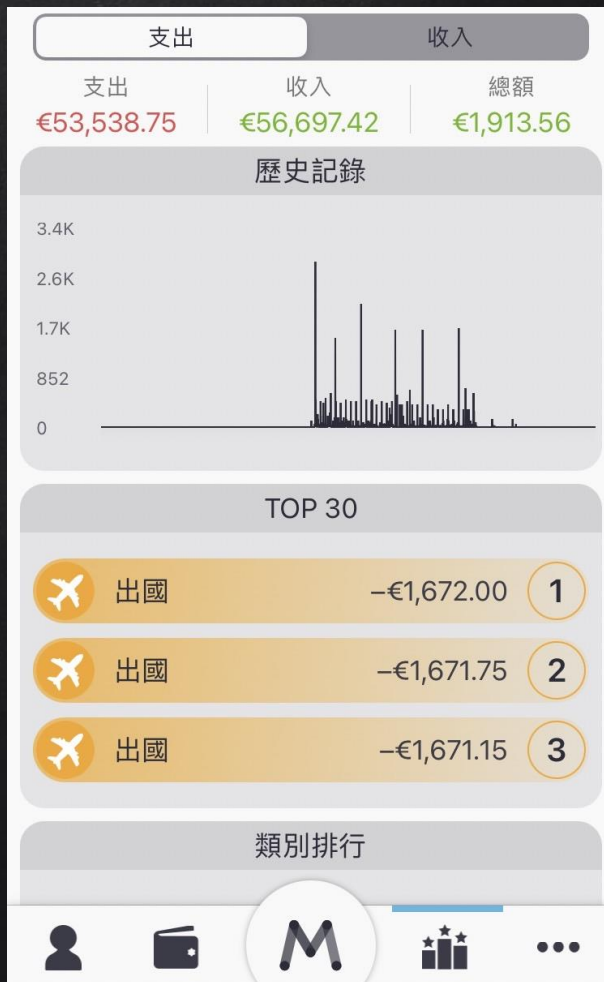 支出 收入
支出 收入 總額
€53,538.75 €56,697.42 €1,913.56
歷史記錄
3.4K
2.6K
1.7K
852
0
TOP 30
出國 –€1,672.00 1
出國 –€1,671.75 2
出國 –€1,671.15 3
類別排行
M